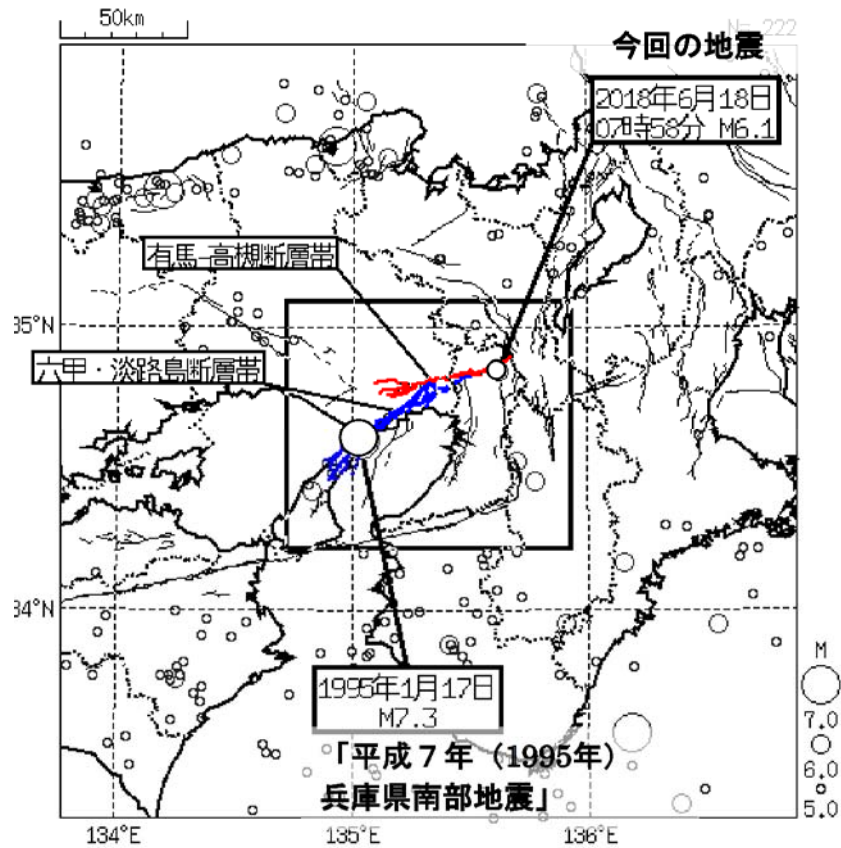 50km
N= 222
今回の地震
2018年6月18日
07時58分 M6.1
有馬-高槻断層帯
35°N
六甲・淡路島断層帯
34°N
1995年1月17日
M7.3
「平成7年（1995年）
兵庫県南部地震」
M
7.0
6.0
5.0
134°E
135°E
136°E